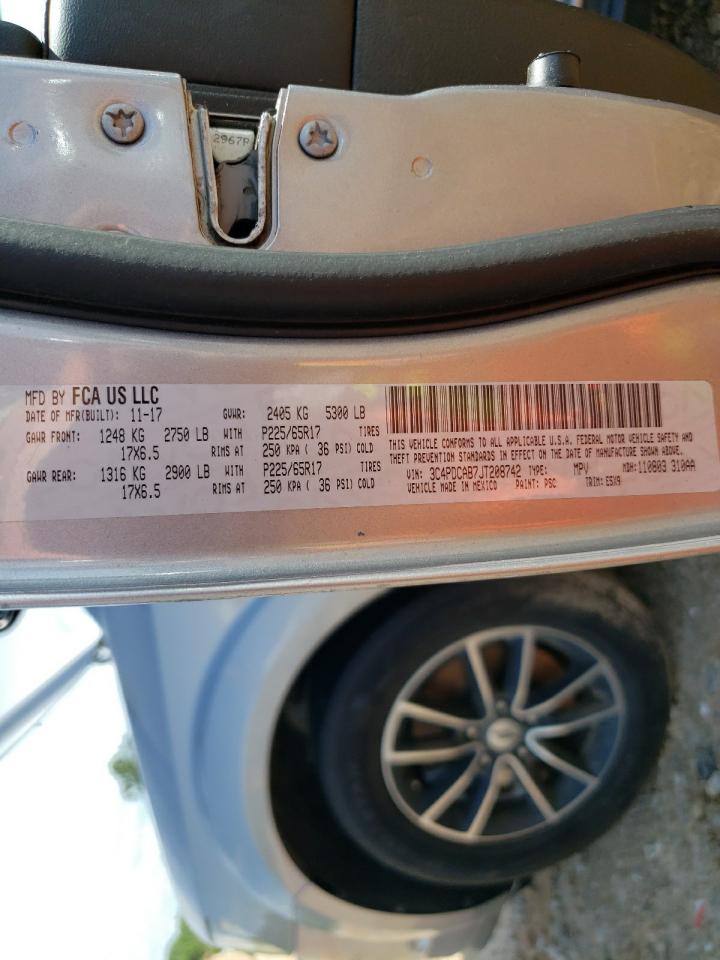 2967P
MFD BY FCA US LLC
DATE OF MFR(BUILT): 11-17 GVWR: 2405 KG 5300 LB
GAWR FRONT: 1248 KG 2750 LB WITH P225/65R17 TIRES
17X6.5 RIMS AT 250 KPA ( 36 PSI) COLD
GAWR REAR: 1316 KG 2900 LB WITH P225/65R17 TIRES
17X6.5 RIMS AT 250 KPA ( 36 PSI) COLD
THIS VEHICLE CONFORMS TO ALL APPLICABLE U.S.A. FEDERAL MOTOR VEHICLE SAFETY AND
THEFT PREVENTION STANDARDS IN EFFECT ON THE DATE OF MANUFACTURE SHOWN ABOVE.
VIN: 3C4PDCAB7JT208742 TYPE: MPV MDH:110803 310AA
VEHICLE MADE IN MEXICO PAINT: PSC TRIM: E5X9